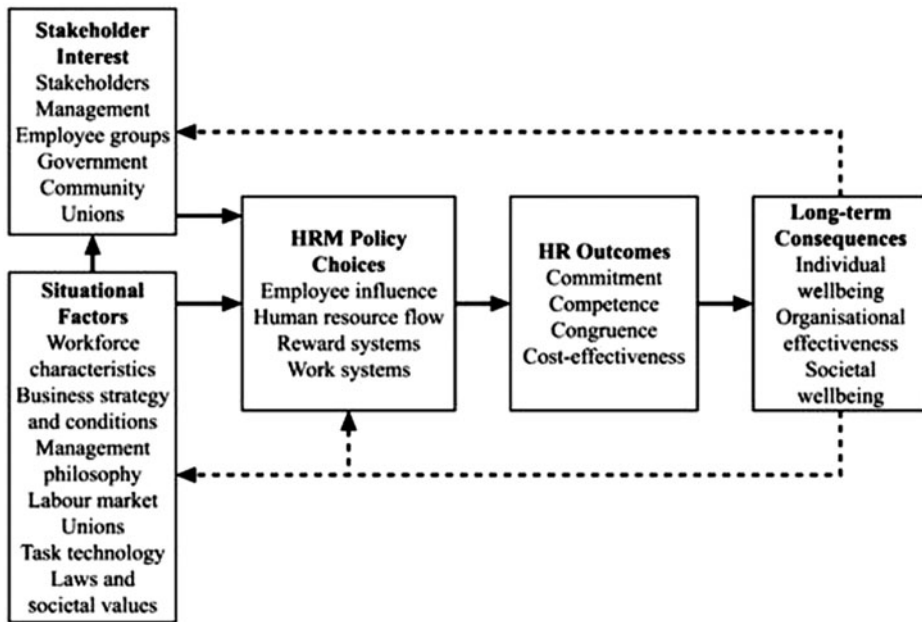 Stakeholder
Interest
Stakeholders
Management
Employee groups
Government
Community
Unions
Situational
Factors
Workforce
characteristics
Business strategy
and conditions
Management
philosophy
Labour market
Unions
Task technology
Laws and
societal values
HRM Policy
Choices
Employee influence
Human resource flow
Reward systems
Work systems
HR Outcomes
Commitment
Competence
Congruence
Cost-effectiveness
Long-term
Consequences
Individual
wellbeing
Organisational
effectiveness
Societal
wellbeing